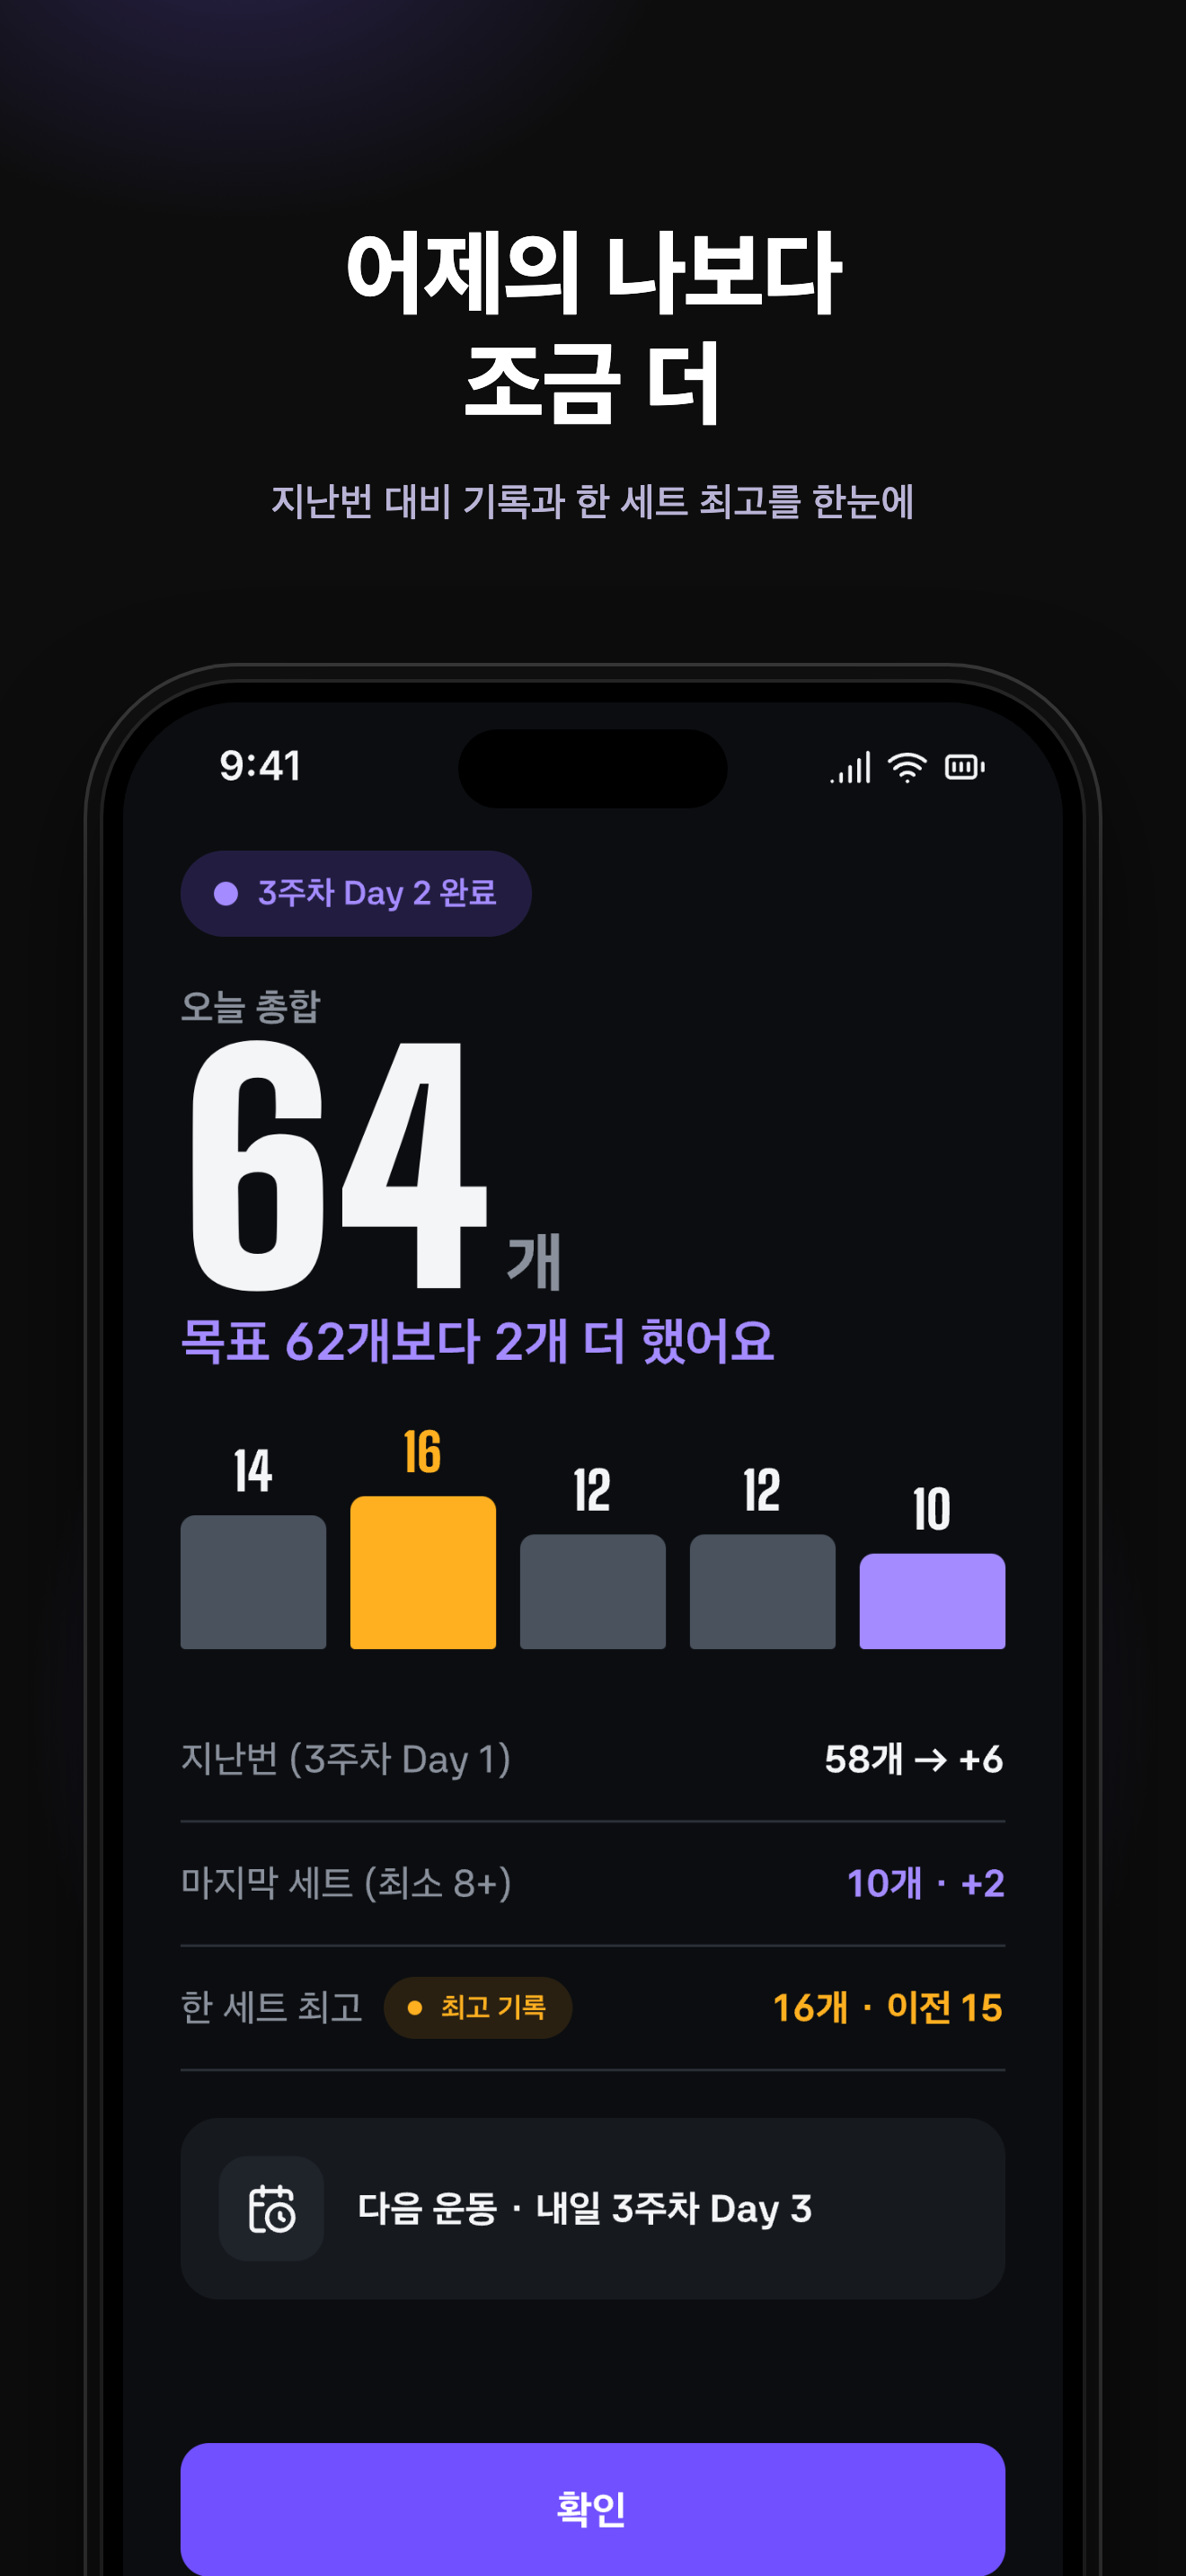 어제의 나보다
조금 더
지난번 대비 기록과 한 세트 최고를 한눈에
9:41
3주차 Day 2 완료
오늘 총합
64 개
목표 62개보다 2개 더 했어요
14 16 12 12 10
지난번 (3주차 Day 1) 58개 → +6
마지막 세트 (최소 8+) 10개 · +2
한 세트 최고 최고 기록 16개 · 이전 15
다음 운동 · 내일 3주차 Day 3
확인